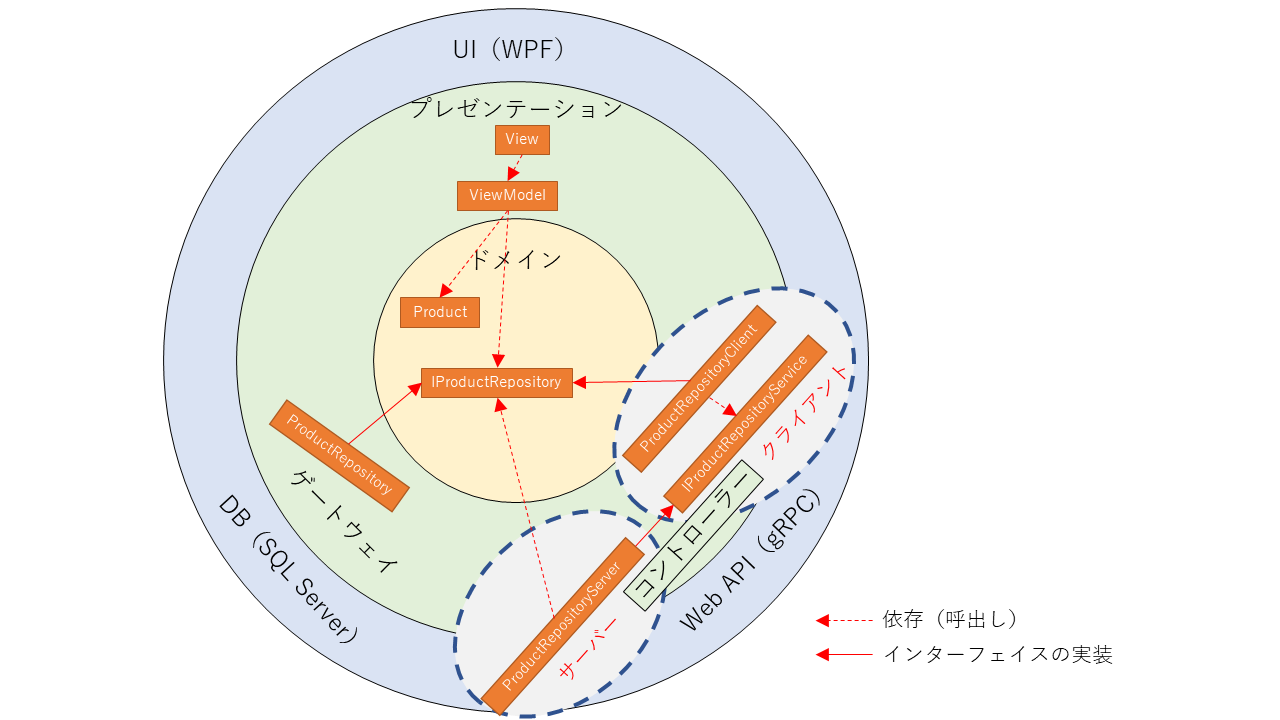 UI（WPF）
プレゼンテーション
View
ViewModel
ドメイン
Product
IProductRepository
ProductRepository
ゲートウェイ
DB（SQL Server）
ProductRepositoryClient
IProductRepositoryService
クライアント
コントローラー
Web API（gRPC）
ProductRepositoryServer
サーバー
依存（呼出し）
インターフェイスの実装